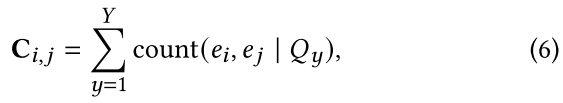 C_{i,j} = \sum_{y=1}^{Y} count(e_i, e_j | Q_y), (6)